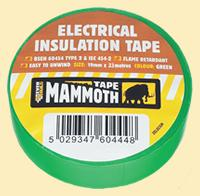 ELECTRICAL
INSULATION TAPE
BSEN 60454 TYPE 2 & IEC 454-2 FLAME RETARDANT
EASY TO UNWIND SIZE: 19mm x 33metres COLOUR: GREEN
TAPE
MAMMOTH
5 029347 604448